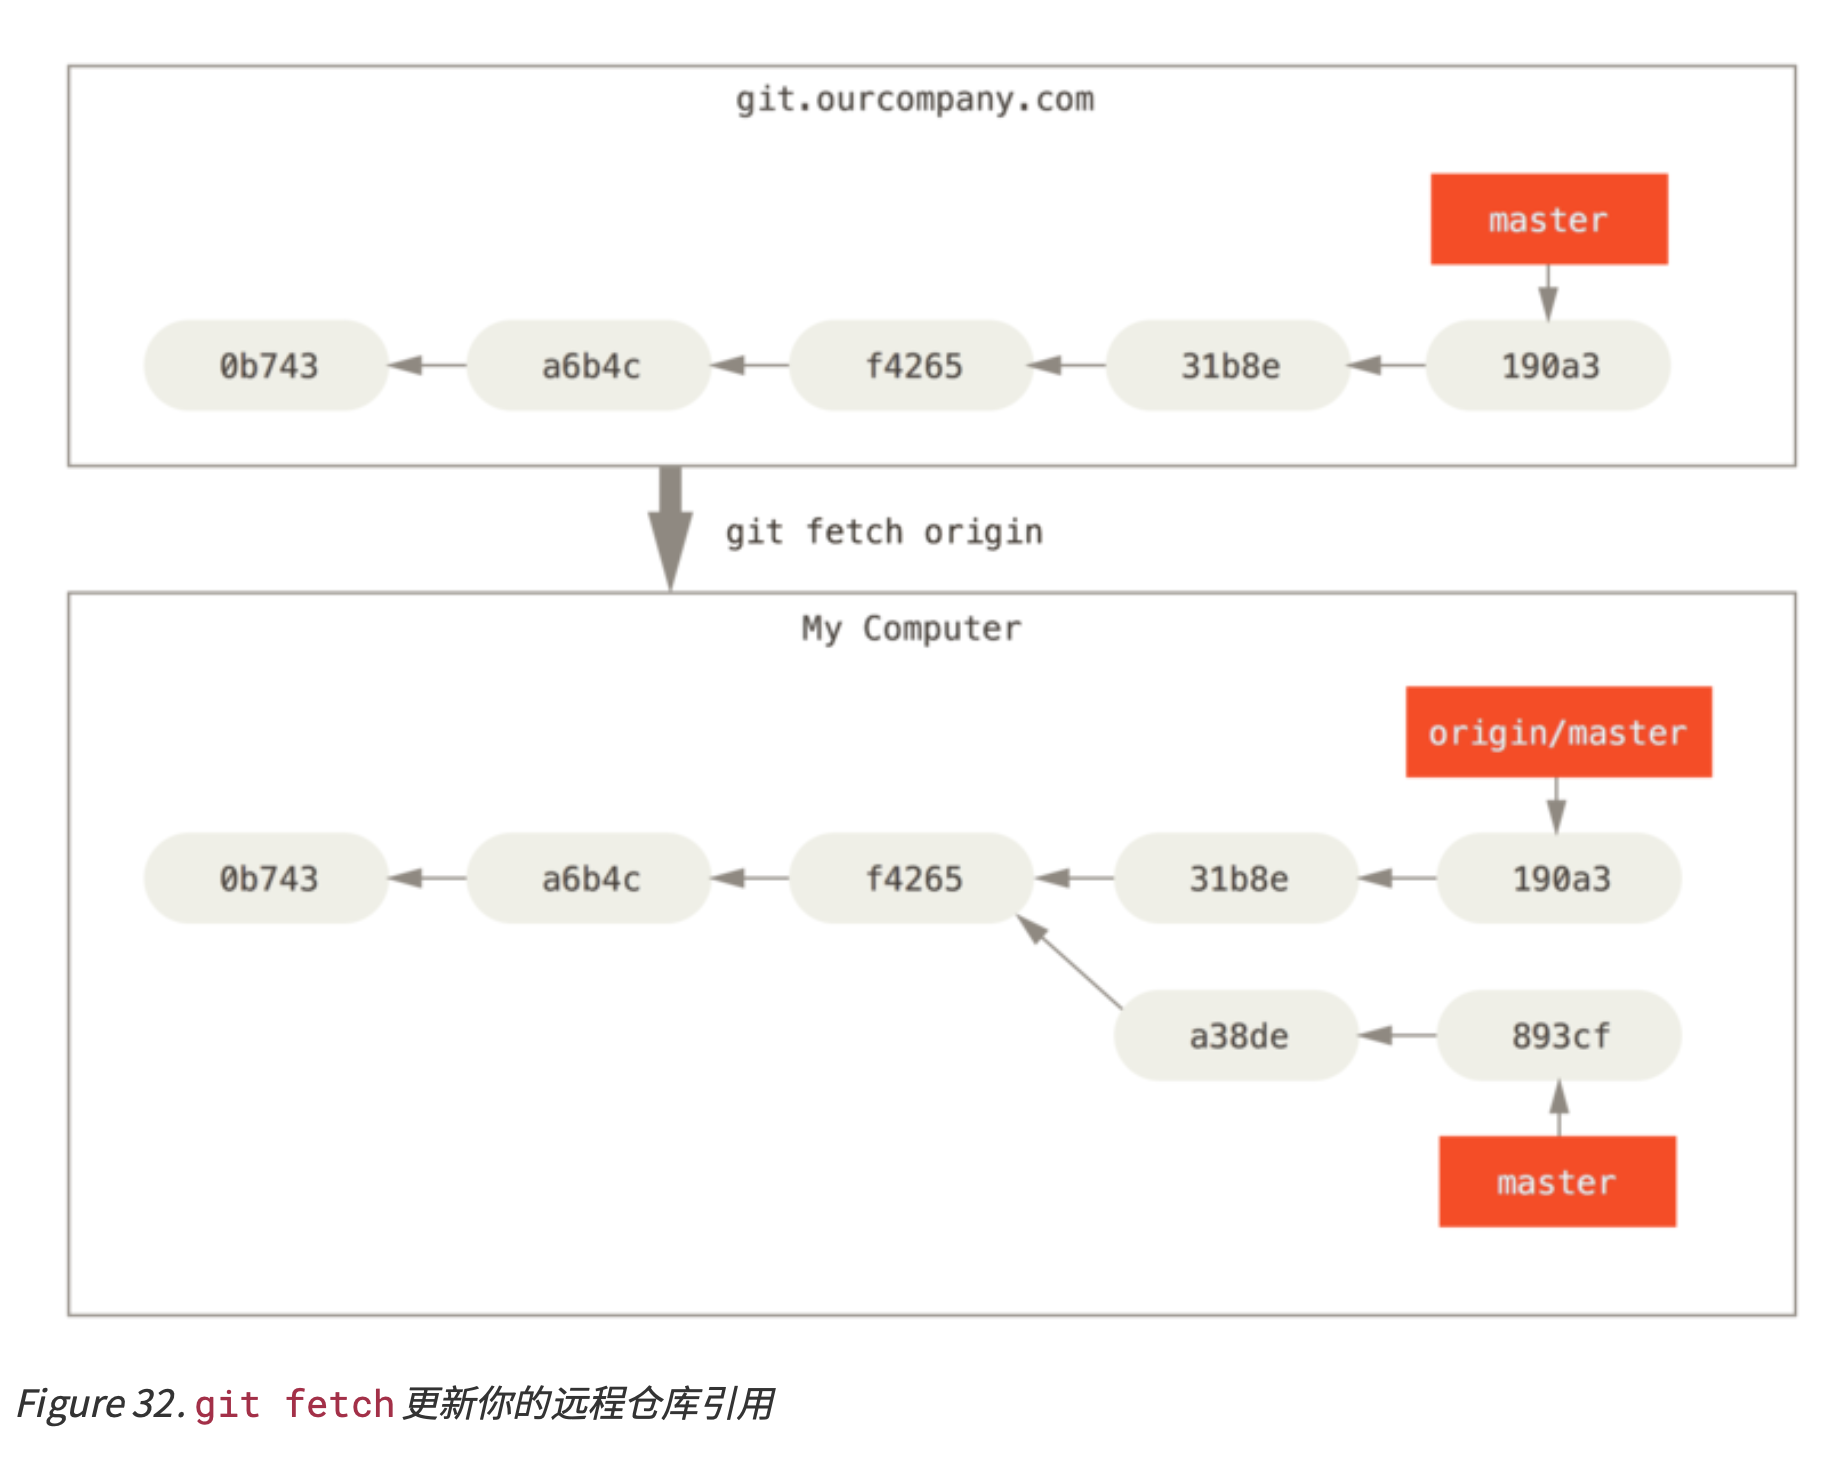 git.ourcompany.com
master
0b743 a6b4c f4265 31b8e 190a3
git fetch origin
My Computer
origin/master
0b743 a6b4c f4265 31b8e 190a3
a38de 893cf
master
Figure 32. git fetch 更新你的远程仓库引用